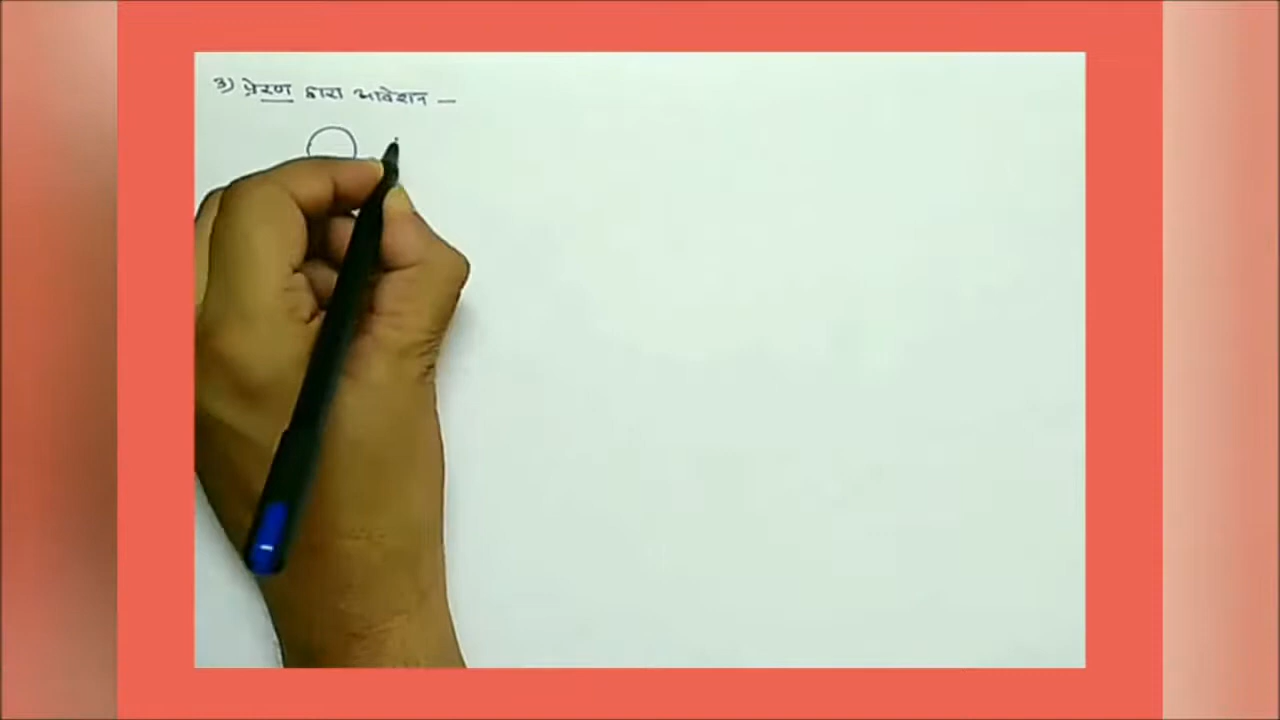 3) प्रेरण द्वारा आवेशन —